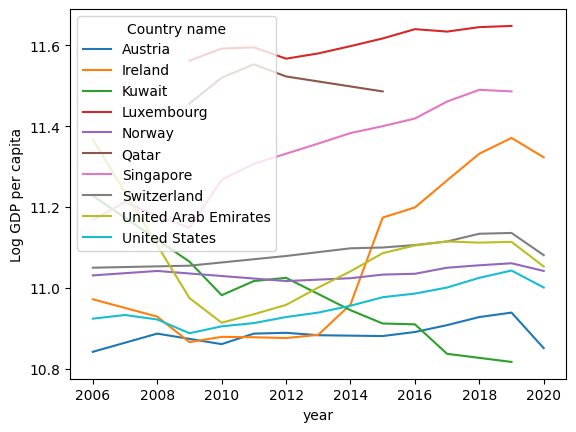 Country name
Austria
Ireland
Kuwait
Luxembourg
Norway
Qatar
Singapore
Switzerland
United Arab Emirates
United States
Log GDP per capita
11.6
11.4
11.2
11.0
10.8
2006 2008 2010 2012 2014 2016 2018 2020
year